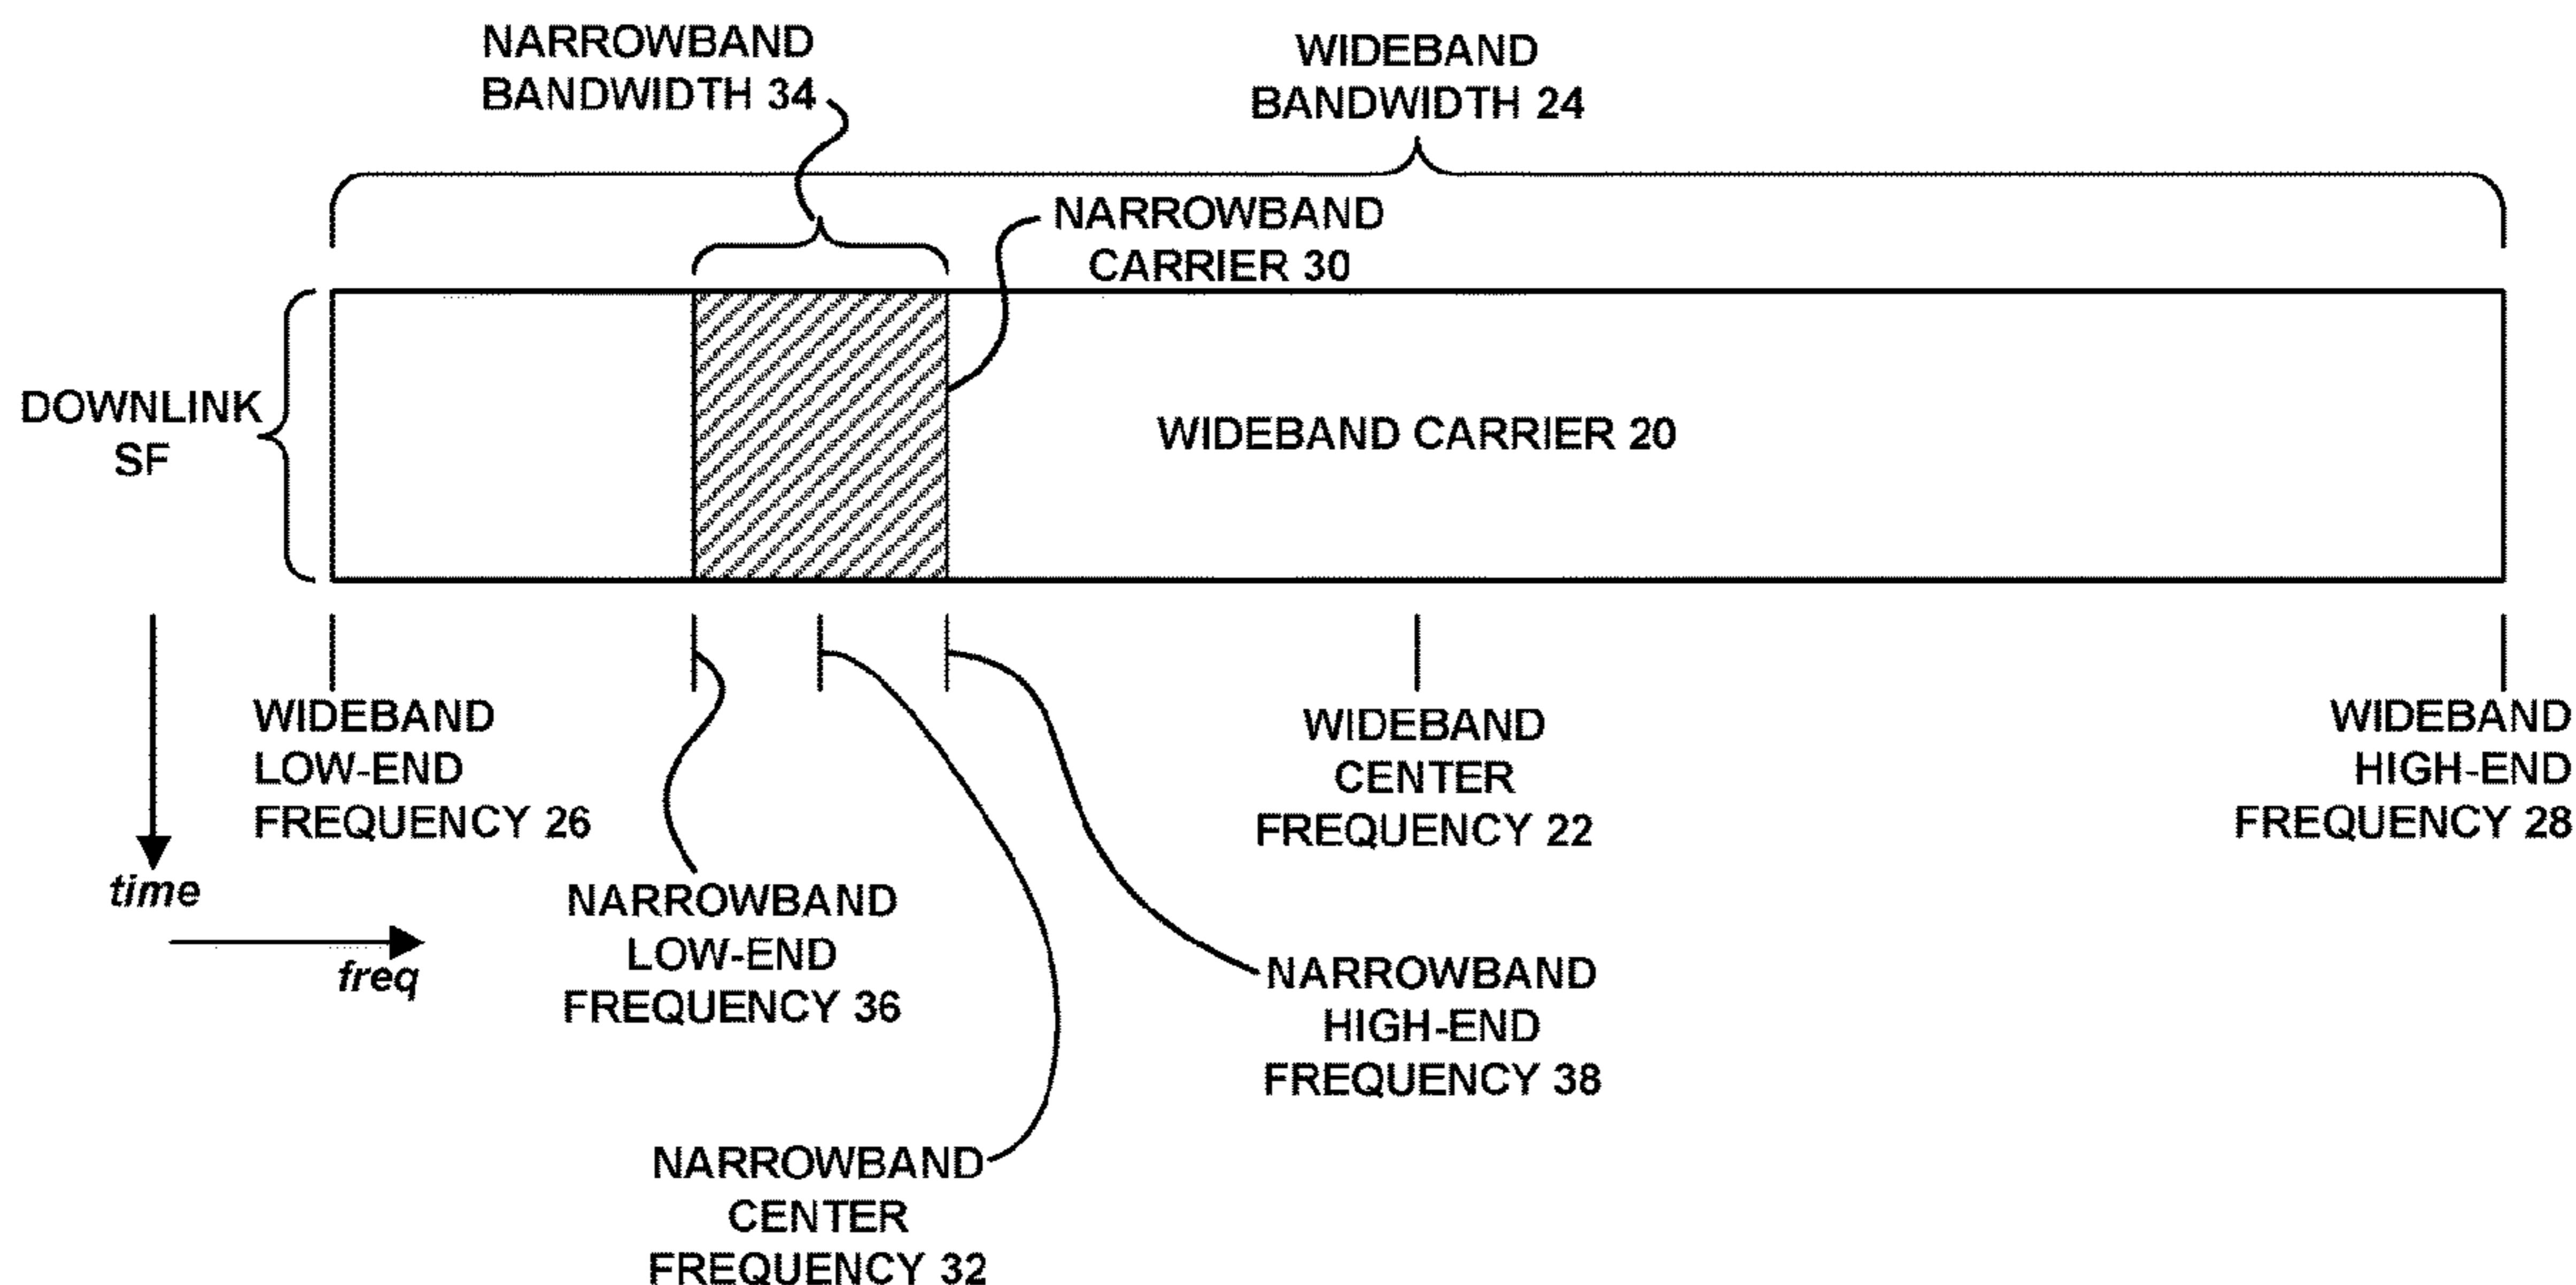 NARROWBAND
BANDWIDTH 34
WIDEBAND
BANDWIDTH 24
NARROWBAND
CARRIER 30
DOWNLINK
SF
WIDEBAND CARRIER 20
WIDEBAND
LOW-END
FREQUENCY 26
WIDEBAND
CENTER
FREQUENCY 22
WIDEBAND
HIGH-END
FREQUENCY 28
time
freq
NARROWBAND
LOW-END
FREQUENCY 36
NARROWBAND
HIGH-END
FREQUENCY 38
NARROWBAND
CENTER
FREQUENCY 32